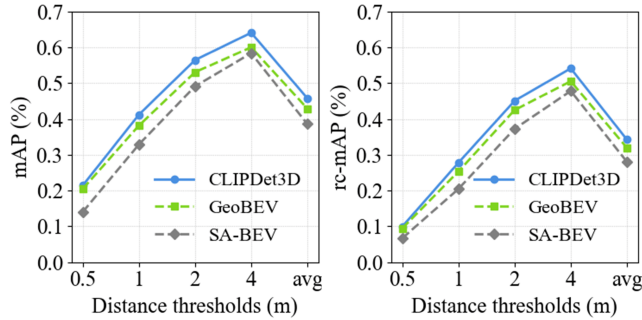 mAP (%)
0.7
0.6
0.5
0.4
0.3
0.2
0.1
0.0
CLIPDet3D
GeoBEV
SA-BEV
0.5 1 2 4 avg
Distance thresholds (m)
rc-mAP (%)
0.7
0.6
0.5
0.4
0.3
0.2
0.1
0.0
CLIPDet3D
GeoBEV
SA-BEV
0.5 1 2 4 avg
Distance thresholds (m)